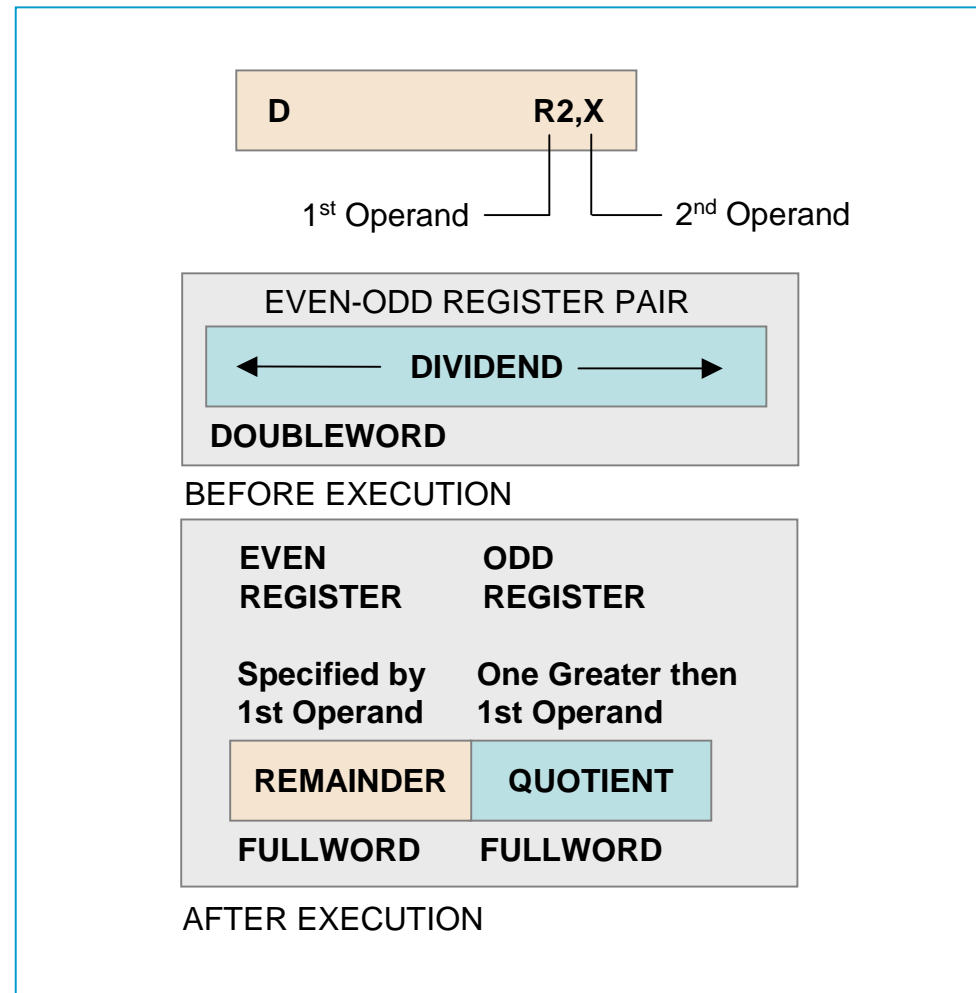 D R2,X
1st Operand 2nd Operand
EVEN-ODD REGISTER PAIR
DIVIDEND
DOUBLEWORD
BEFORE EXECUTION
EVEN REGISTER
ODD REGISTER
Specified by 1st Operand
One Greater then 1st Operand
REMAINDER QUOTIENT
FULLWORD FULLWORD
AFTER EXECUTION